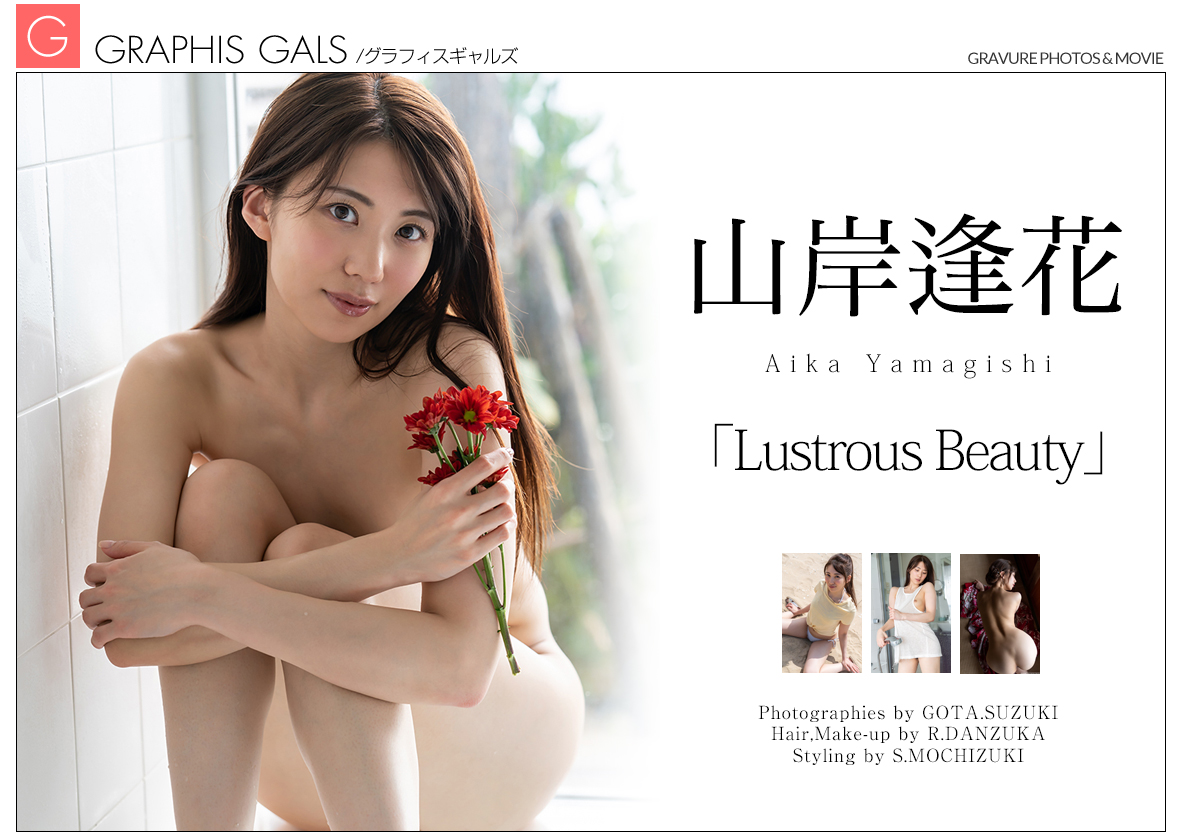 G
GRAPHIS GALS /グラフィスギャルズ
GRAVURE PHOTOS & MOVIE
山岸逢花
Aika Yamagishi
「Lustrous Beauty」
Photographies by GOTA.SUZUKI
Hair,Make-up by R.DANZUKA
Styling by S.MOCHIZUKI